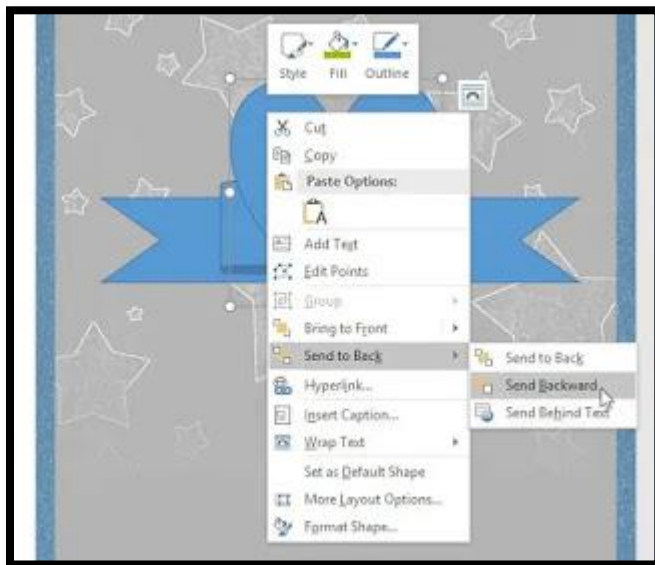 Style Fill Outline
Cut
Copy
Paste Options:
A
Add Text
Edit Points
Group
Bring to Front
Send to Back
Hyperlink...
Insert Caption...
Wrap Text
Set as Default Shape
More Layout Options...
Format Shape...
Send to Back
Send Backward
Send Behind Text